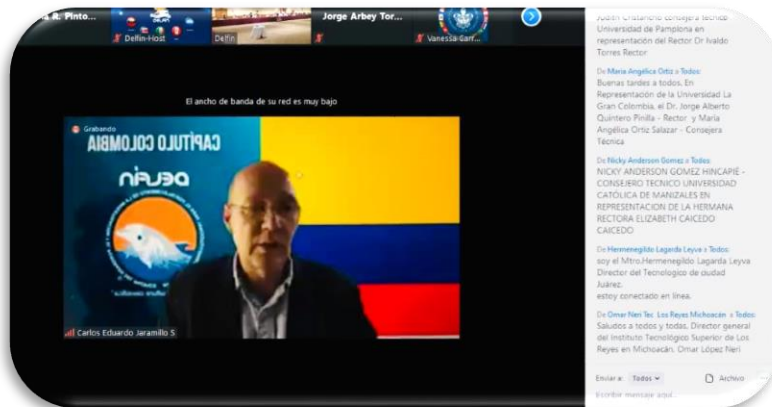 a R. Pinto...
Delfin-Host
Delfin
Jorge Arbey Tor...
Vanessa Garr...
El ancho de banda de su red es muy bajo
Grabando
CAPÍTULO COLOMBIA
DELFIN
Carlos Eduardo Jaramillo S
Judith Cristancho consejera técnica
Universidad de Pamplona en
representación del Rector Dr Ivaldo
Torres Rector
De Maria Angélica Ortiz a Todos:
Buenas tardes a todos. En
Representación de la Universidad La
Gran Colombia, el Dr. Jorge Alberto
Quintero Pinilla - Rector y María
Angélica Ortiz Salazar - Consejera
Técnica
De Nicky Anderson Gomez a Todos:
NICKY ANDERSON GOMEZ HINCAPIÉ -
CONSEJERO TECNICO UNIVERSIDAD
CATÓLICA DE MANIZALES EN
REPRESENTACION DE LA HERMANA
RECTORA ELIZABETH CAICEDO
CAICEDO
De Hermenegildo Lagarda Leyva a Todos:
soy el Mtro.Hermenegildo Lagarda Leyva
Director del Tecnologico de ciudad
Juárez.
estoy conectado en línea.
De Omar Neri Tec Los Reyes Michoacán a Todos:
Saludos a todos y todas. Director general
del Instituto Tecnológico Superior de Los
Reyes en Michoacán. Omar López Neri
Enviar a: Todos
Archivo
Escribir mensaje aquí...